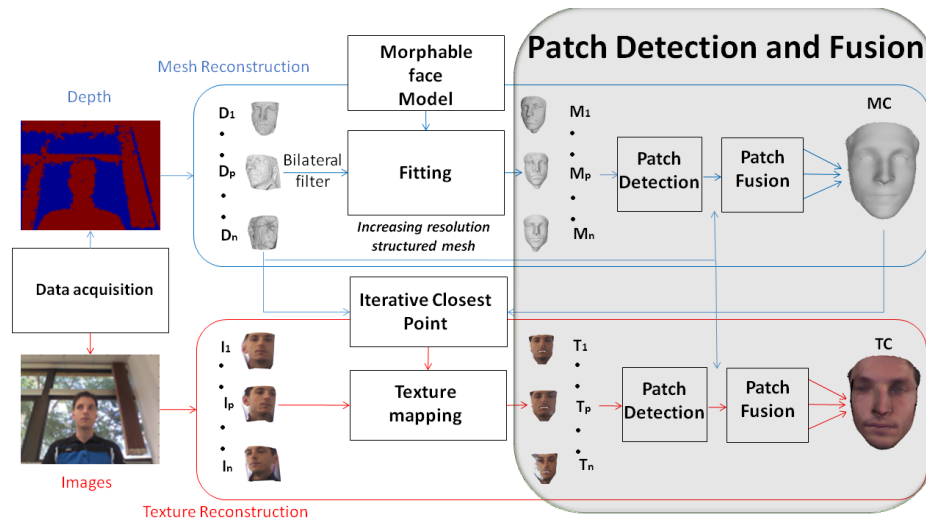 Patch Detection and Fusion
Mesh Reconstruction
Depth
Morphable
face
Model
D1
Dp
Dn
Bilateral
filter
Fitting
Increasing resolution
structured mesh
M1
Mp
Mn
Patch
Detection
Patch
Fusion
MC
Data acquisition
Iterative Closest
Point
I1
Ip
In
Texture
mapping
T1
Tp
Tn
Patch
Detection
Patch
Fusion
TC
Images
Texture Reconstruction